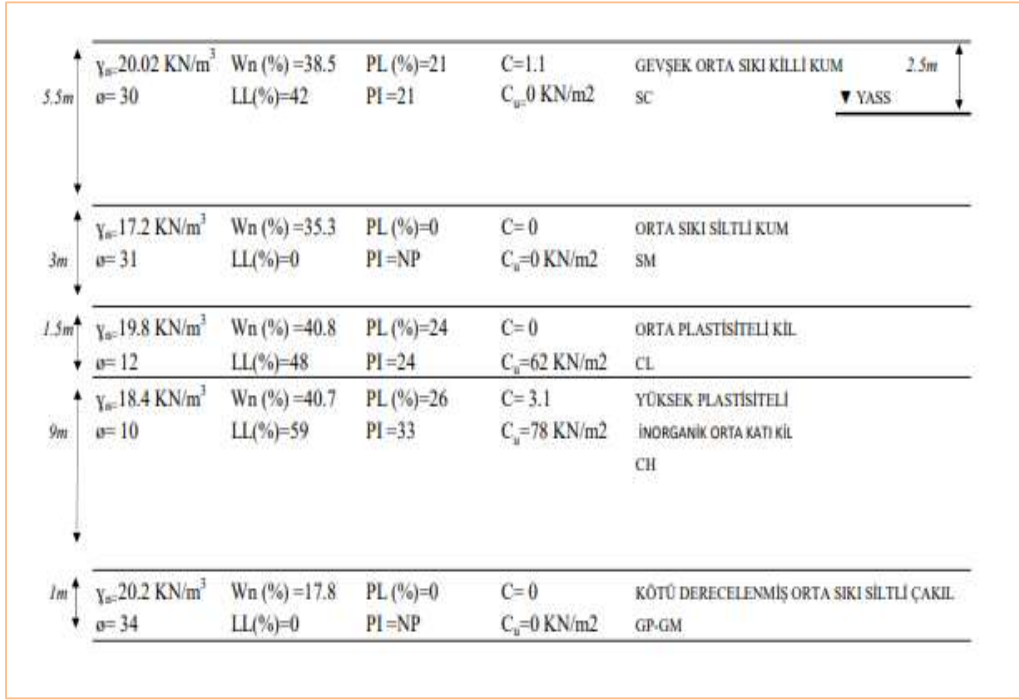 γn=20.02 KN/m³ Wn (%) =38.5 PL (%)=21 C=1.1 GEVŞEK ORTA SIKI KİLLİ KUM 2.5m
5.5m ø= 30 LL(%)=42 PI =21 Cu=0 KN/m2 SC ▼ YASS
γn=17.2 KN/m³ Wn (%) =35.3 PL (%)=0 C= 0 ORTA SIKI SİLTLİ KUM
3m ø= 31 LL(%)=0 PI =NP Cu=0 KN/m2 SM
1.5m γn=19.8 KN/m³ Wn (%) =40.8 PL (%)=24 C= 0 ORTA PLASTİSİTELİ KİL
ø= 12 LL(%)=48 PI =24 Cu=62 KN/m2 CL
γn=18.4 KN/m³ Wn (%) =40.7 PL (%)=26 C= 3.1 YÜKSEK PLASTİSİTELİ
9m ø= 10 LL(%)=59 PI =33 Cu=78 KN/m2 İNORGANİK ORTA KATI KİL
CH
1m γn=20.2 KN/m³ Wn (%) =17.8 PL (%)=0 C= 0 KÖTÜ DERECELENMİŞ ORTA SIKI SİLTLİ ÇAKIL
ø= 34 LL(%)=0 PI =NP Cu=0 KN/m2 GP-GM